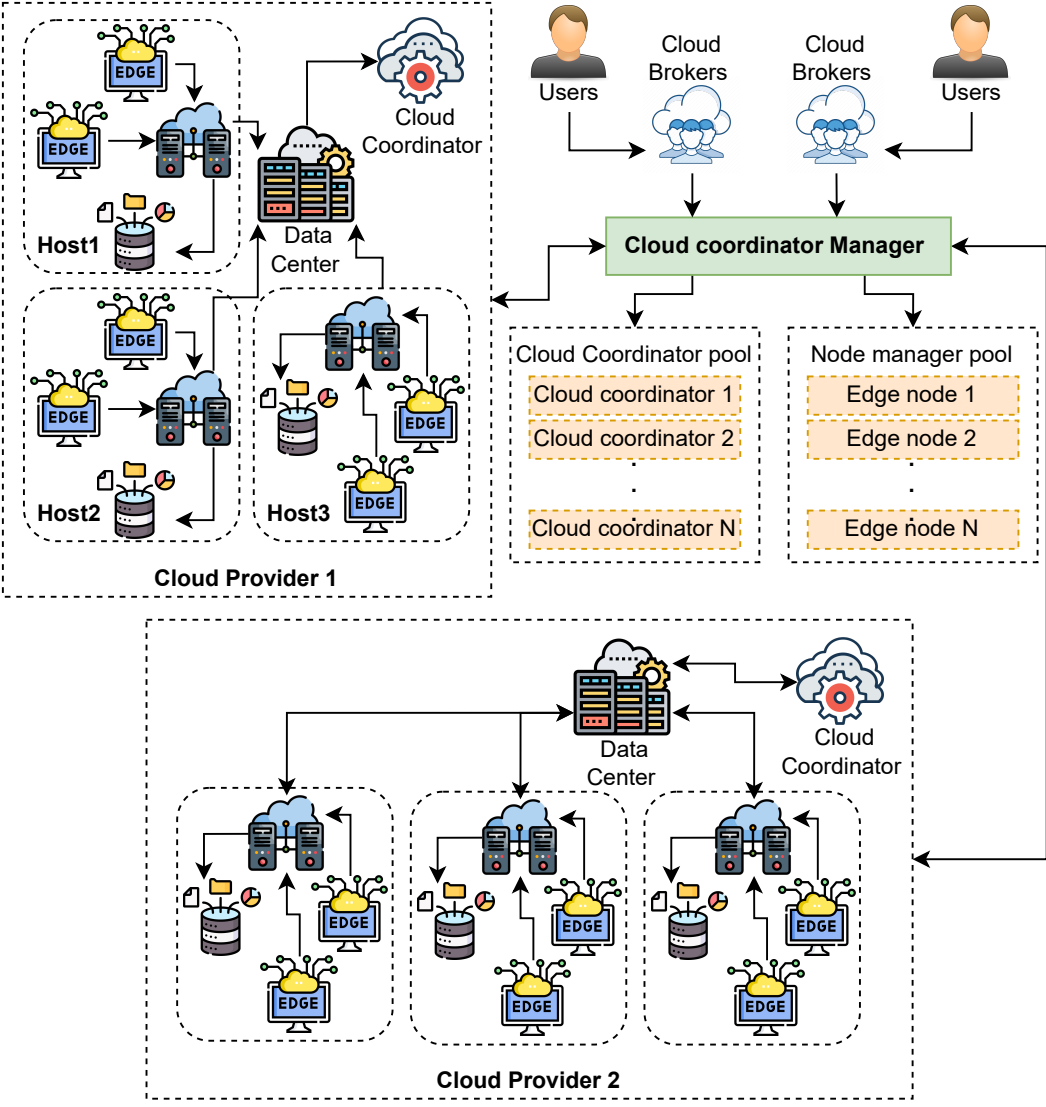 EDGE
EDGE
Host1
Cloud
Coordinator
Data
Center
EDGE
EDGE
Host2
EDGE
EDGE
Host3
Cloud Provider 1
Users
Cloud
Brokers
Cloud
Brokers
Users
Cloud coordinator Manager
Cloud Coordinator pool
Cloud coordinator 1
Cloud coordinator 2
.
.
.
Cloud coordinator N
Node manager pool
Edge node 1
Edge node 2
.
.
.
Edge node N
Data
Center
Cloud
Coordinator
EDGE
EDGE
EDGE
EDGE
EDGE
EDGE
Cloud Provider 2